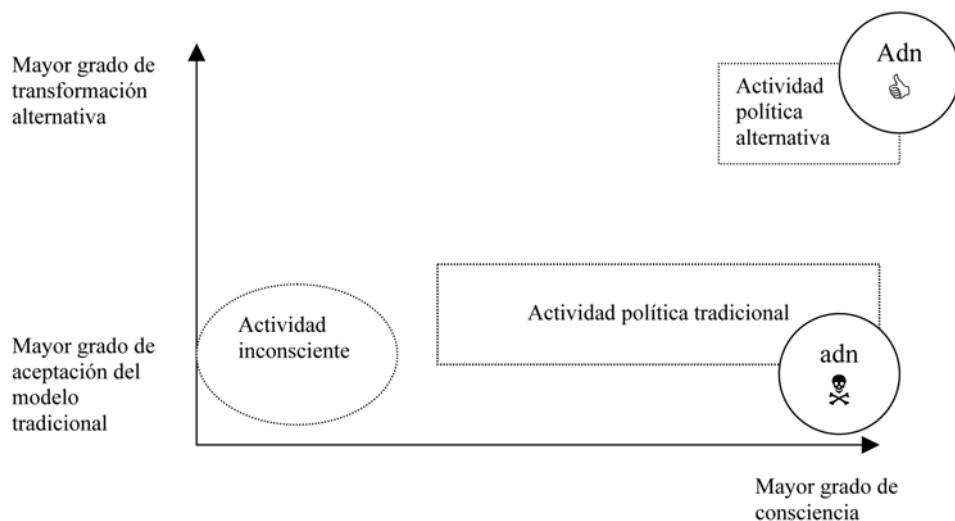 Mayor grado de
transformación
alternativa
Adn
Actividad
política
alternativa
Actividad
inconsciente
Actividad política tradicional
Mayor grado de
aceptación del
modelo
tradicional
adn
Mayor grado de
consciencia